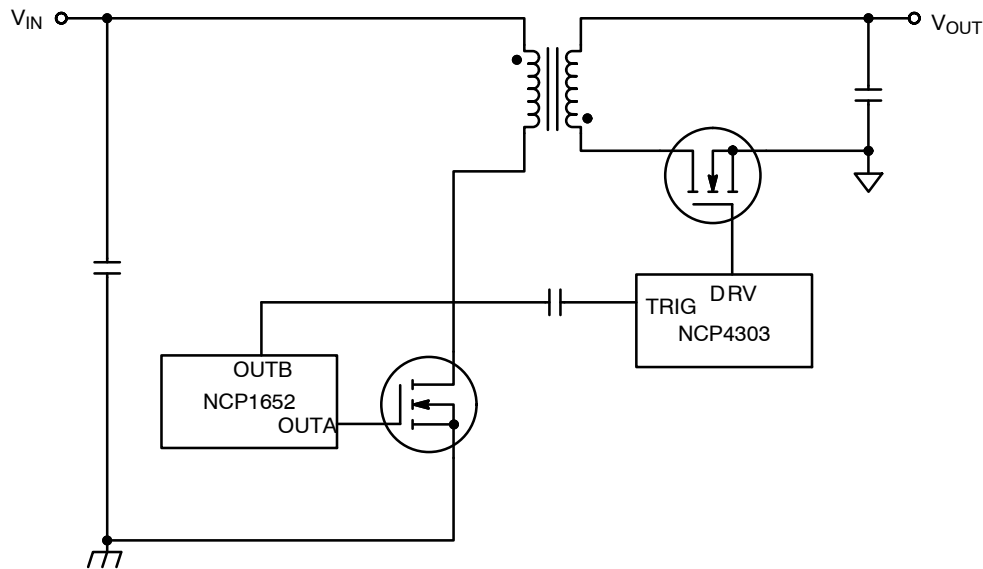 VIN
VOUT
DRV
TRIG
NCP4303
OUTB
NCP1652
OUTA